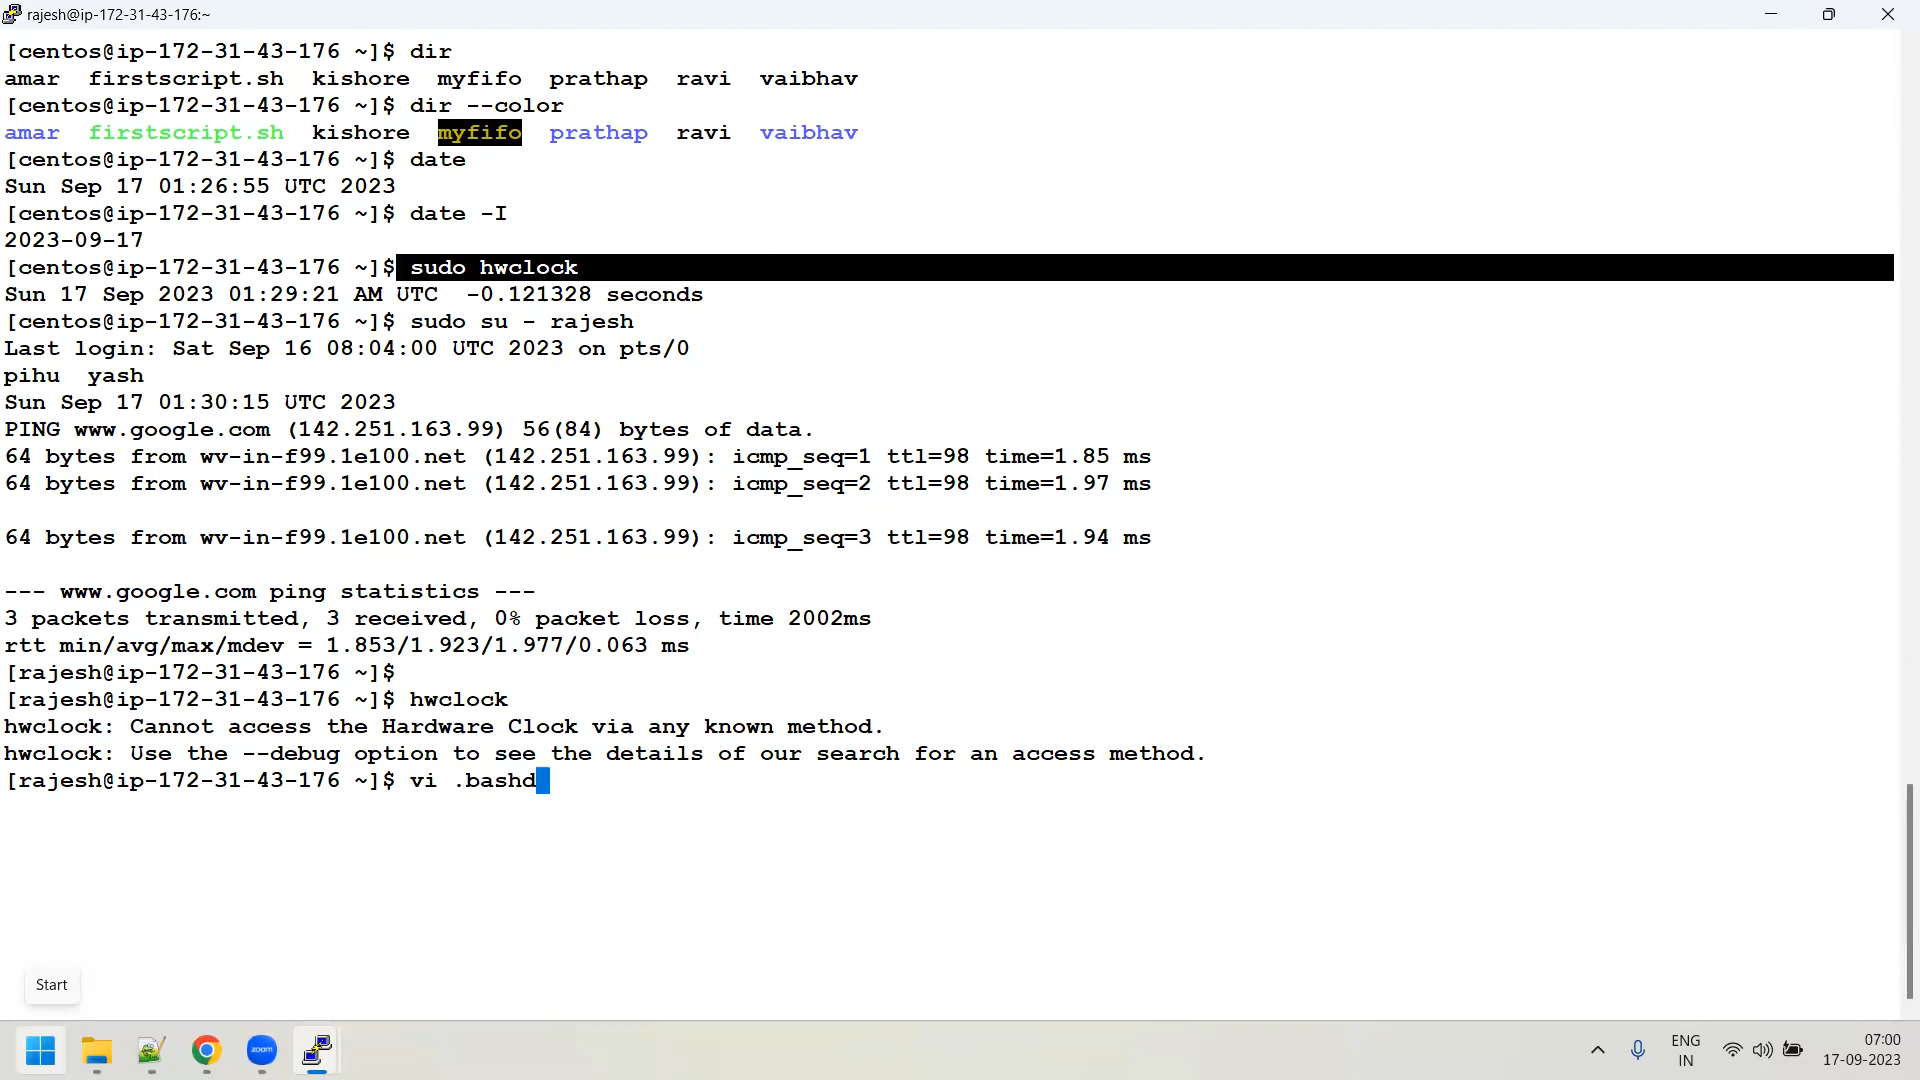 rajesh@ip-172-31-43-176:~
[centos@ip-172-31-43-176 ~]$ dir
amar  firstscript.sh  kishore  myfifo  prathap  ravi  vaibhav
[centos@ip-172-31-43-176 ~]$ dir --color
amar  firstscript.sh  kishore  myfifo  prathap  ravi  vaibhav
[centos@ip-172-31-43-176 ~]$ date
Sun Sep 17 01:26:55 UTC 2023
[centos@ip-172-31-43-176 ~]$ date -I
2023-09-17
[centos@ip-172-31-43-176 ~]$ sudo hwclock
Sun 17 Sep 2023 01:29:21 AM UTC  -0.121328 seconds
[centos@ip-172-31-43-176 ~]$ sudo su - rajesh
Last login: Sat Sep 16 08:04:00 UTC 2023 on pts/0
pihu  yash
Sun Sep 17 01:30:15 UTC 2023
PING www.google.com (142.251.163.99) 56(84) bytes of data.
64 bytes from wv-in-f99.1e100.net (142.251.163.99): icmp_seq=1 ttl=98 time=1.85 ms
64 bytes from wv-in-f99.1e100.net (142.251.163.99): icmp_seq=2 ttl=98 time=1.97 ms
64 bytes from wv-in-f99.1e100.net (142.251.163.99): icmp_seq=3 ttl=98 time=1.94 ms
--- www.google.com ping statistics ---
3 packets transmitted, 3 received, 0% packet loss, time 2002ms
rtt min/avg/max/mdev = 1.853/1.923/1.977/0.063 ms
[rajesh@ip-172-31-43-176 ~]$
[rajesh@ip-172-31-43-176 ~]$ hwclock
hwclock: Cannot access the Hardware Clock via any known method.
hwclock: Use the --debug option to see the details of our search for an access method.
[rajesh@ip-172-31-43-176 ~]$ vi .bashd
Start
zoom
ENG
IN
07:00
17-09-2023